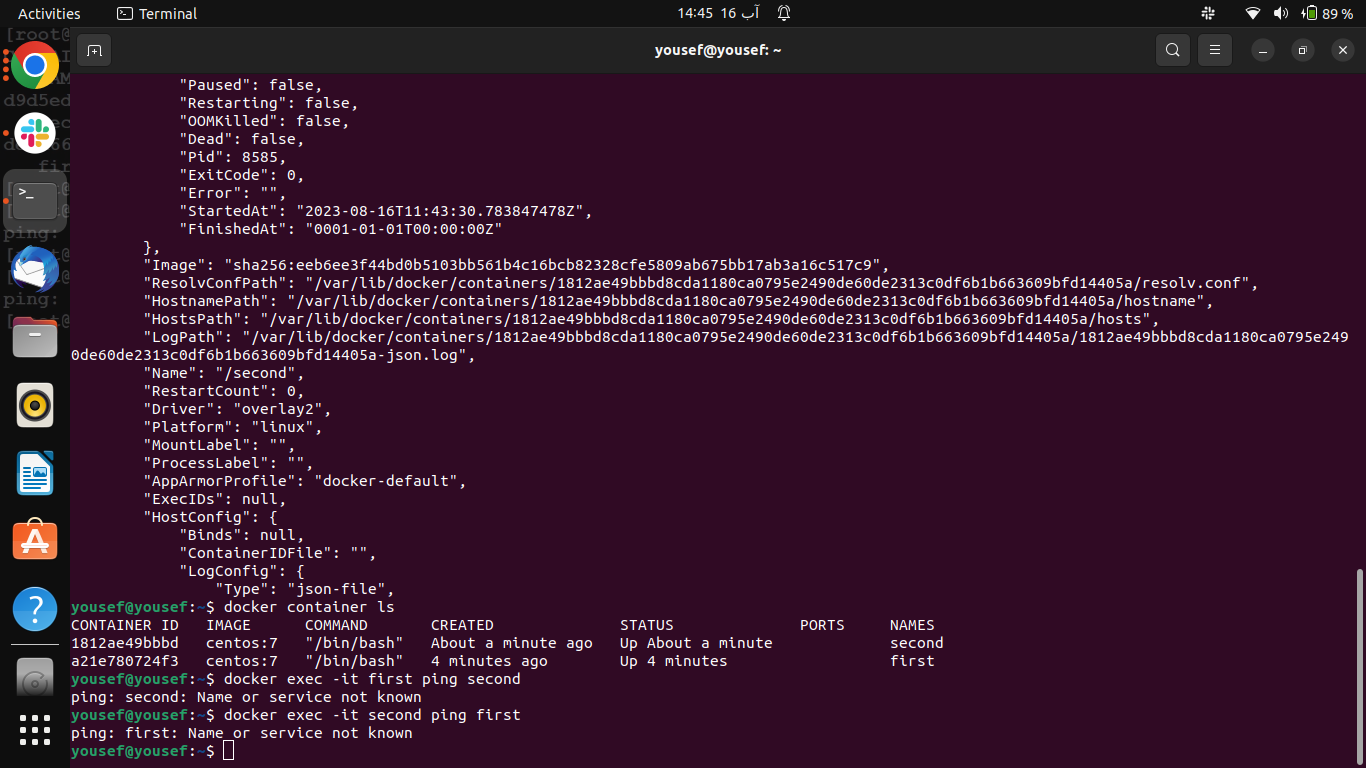 Activities
Terminal
14:45 16 آب
89 %
yousef@yousef: ~
"Paused": false,
"Restarting": false,
"OOMKilled": false,
"Dead": false,
"Pid": 8585,
"ExitCode": 0,
"Error": "",
"StartedAt": "2023-08-16T11:43:30.783847478Z",
"FinishedAt": "0001-01-01T00:00:00Z"
},
"Image": "sha256:eeb6ee3f44bd0b5103bb561b4c16bcb82328cfe5809ab675bb17ab3a16c517c9",
"ResolvConfPath": "/var/lib/docker/containers/1812ae49bbbd8cda1180ca0795e2490de60de2313c0df6b1b663609bfd14405a/resolv.conf",
"HostnamePath": "/var/lib/docker/containers/1812ae49bbbd8cda1180ca0795e2490de60de2313c0df6b1b663609bfd14405a/hostname",
"HostsPath": "/var/lib/docker/containers/1812ae49bbbd8cda1180ca0795e2490de60de2313c0df6b1b663609bfd14405a/hosts",
"LogPath": "/var/lib/docker/containers/1812ae49bbbd8cda1180ca0795e2490de60de2313c0df6b1b663609bfd14405a/1812ae49bbbd8cda1180ca0795e249
0de60de2313c0df6b1b663609bfd14405a-json.log",
"Name": "/second",
"RestartCount": 0,
"Driver": "overlay2",
"Platform": "linux",
"MountLabel": "",
"ProcessLabel": "",
"AppArmorProfile": "docker-default",
"ExecIDs": null,
"HostConfig": {
"Binds": null,
"ContainerIDFile": "",
"LogConfig": {
"Type": "json-file",
yousef@yousef:~$ docker container ls
CONTAINER ID IMAGE COMMAND CREATED STATUS PORTS NAMES
1812ae49bbbd centos:7 "/bin/bash" About a minute ago Up About a minute second
a21e780724f3 centos:7 "/bin/bash" 4 minutes ago Up 4 minutes first
yousef@yousef:~$ docker exec -it first ping second
ping: second: Name or service not known
yousef@yousef:~$ docker exec -it second ping first
ping: first: Name or service not known
yousef@yousef:~$